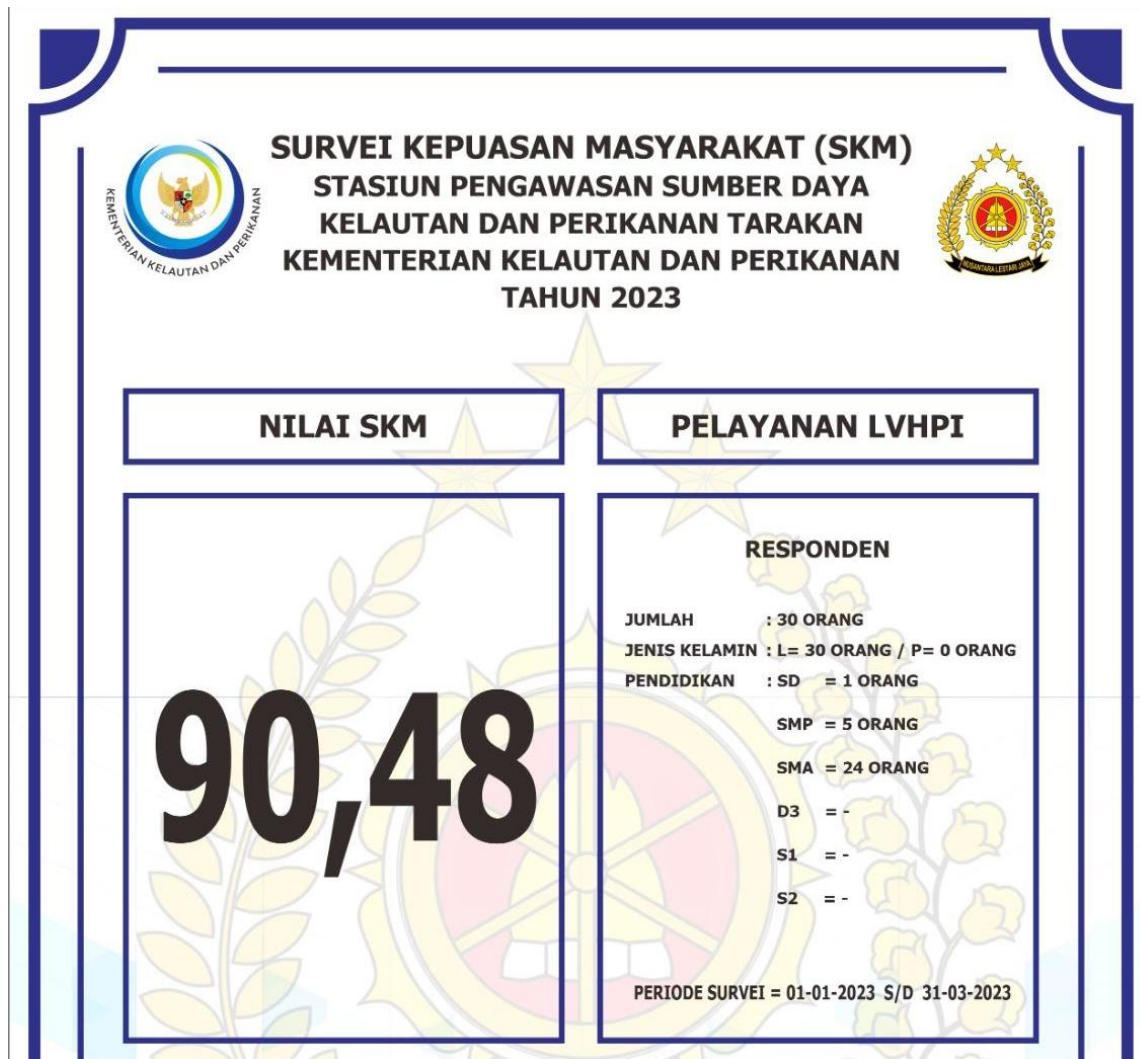 SURVEI KEPUASAN MASYARAKAT (SKM)
STASIUN PENGAWASAN SUMBER DAYA
KELAUTAN DAN PERIKANAN TARAKAN
KEMENTERIAN KELAUTAN DAN PERIKANAN
TAHUN 2023
KEMENTERIAN KELAUTAN DAN PERIKANAN
NUSANTARA LESTARI JAYA
NILAI SKM
PELAYANAN LVHPI
90,48
RESPONDEN
JUMLAH : 30 ORANG
JENIS KELAMIN : L= 30 ORANG / P= 0 ORANG
PENDIDIKAN : SD = 1 ORANG
SMP = 5 ORANG
SMA = 24 ORANG
D3 = -
S1 = -
S2 = -
PERIODE SURVEI = 01-01-2023 S/D 31-03-2023